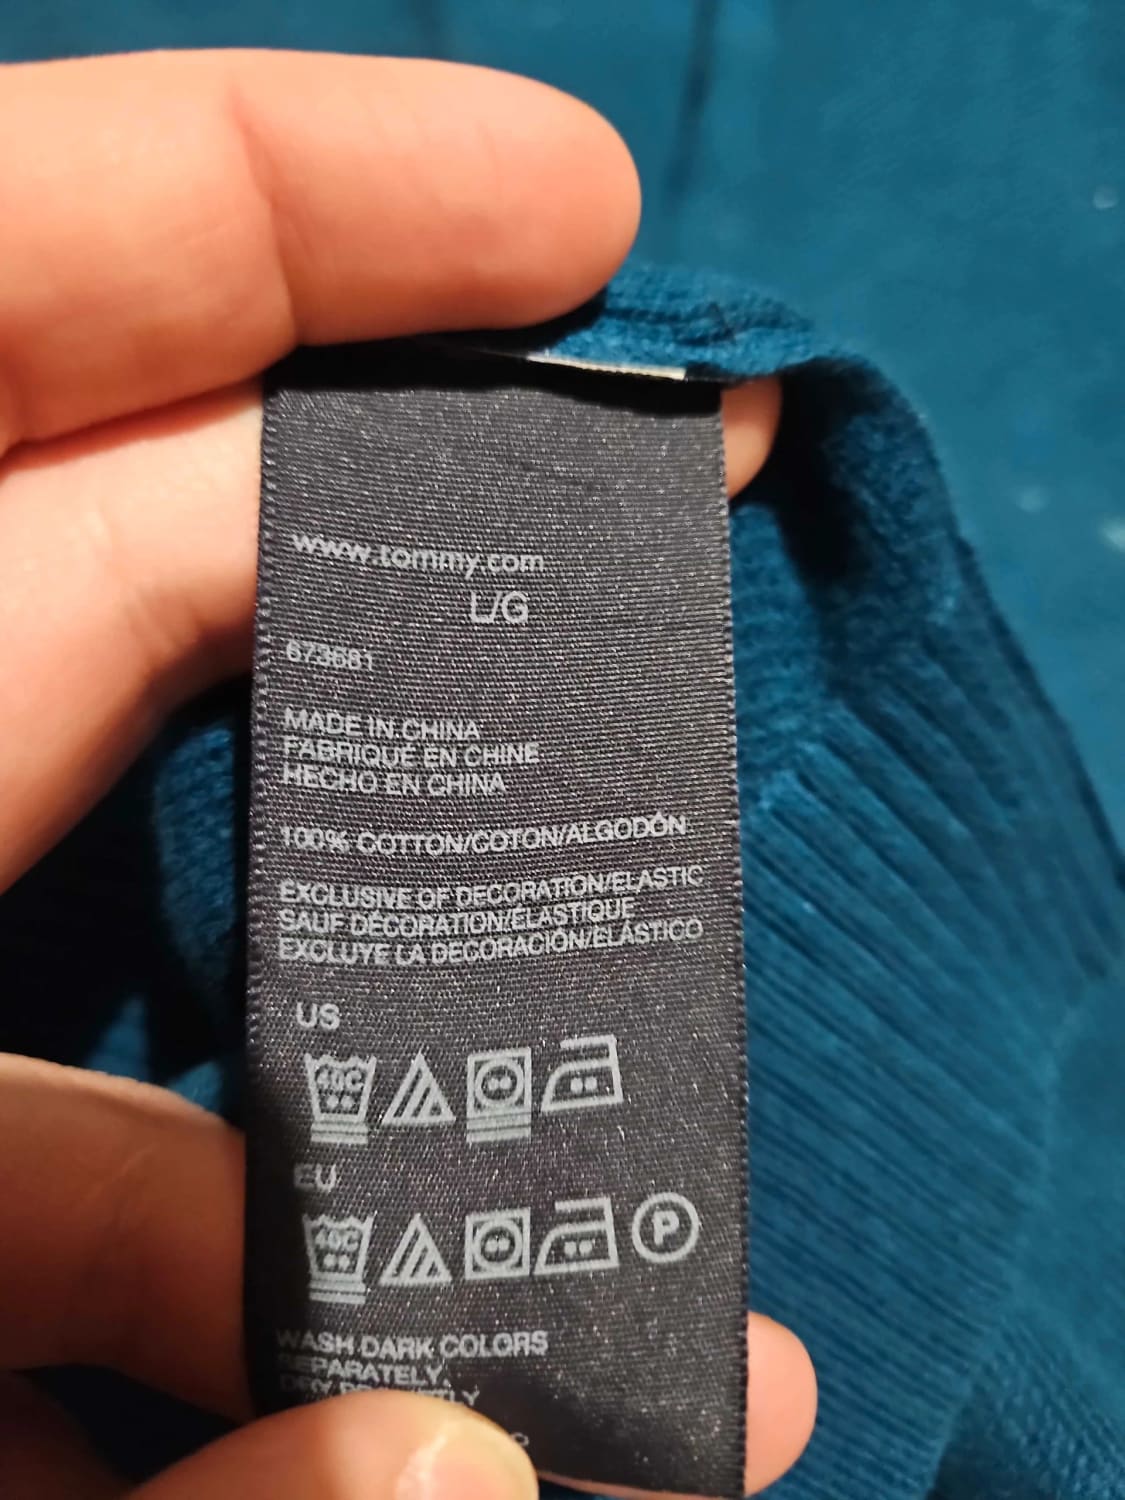 www.tommy.com
L/G
673681
MADE IN CHINA
FABRIQUÉ EN CHINE
HECHO EN CHINA
100% COTTON/COTON/ALGODÓN
EXCLUSIVE OF DECORATION/ELASTIC
SAUF DÉCORATION/ÉLASTIQUE
EXCLUYE LA DECORACIÓN/ELÁSTICO
US
40C
EU
40C
P
WASH DARK COLORS
SEPARATELY.
DRY